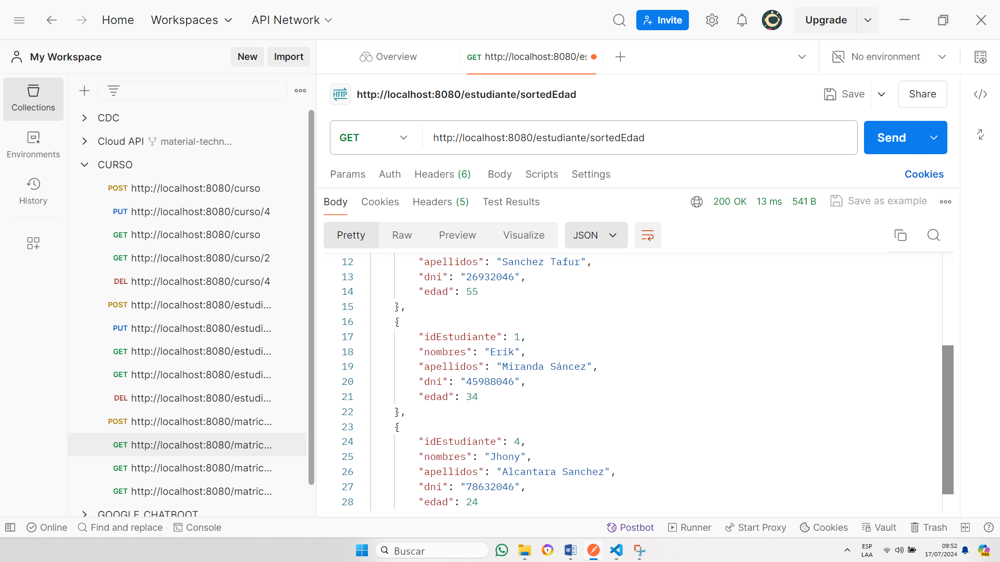 Home Workspaces API Network Invite Upgrade
My Workspace New Import Overview GET http://localhost:8080/es No environment
Collections
Environments
History
CDC
Cloud API material-techn...
CURSO
POST http://localhost:8080/curso
PUT http://localhost:8080/curso/4
GET http://localhost:8080/curso
GET http://localhost:8080/curso/2
DEL http://localhost:8080/curso/4
POST http://localhost:8080/estudi...
PUT http://localhost:8080/estudi...
GET http://localhost:8080/estudi...
GET http://localhost:8080/estudi...
DEL http://localhost:8080/estudi...
POST http://localhost:8080/matric...
GET http://localhost:8080/matric...
GET http://localhost:8080/matric...
GET http://localhost:8080/matric...
GOOGLE CHATBOOT
HTTP http://localhost:8080/estudiante/sortedEdad Save Share
GET http://localhost:8080/estudiante/sortedEdad Send
Params Auth Headers (6) Body Scripts Settings Cookies
Body Cookies Headers (5) Test Results 200 OK 13 ms 541 B Save as example
Pretty Raw Preview Visualize JSON
12 "apellidos": "Sanchez Tafur",
13 "dni": "26932046",
14 "edad": 55
15 },
16 {
17 "idEstudiante": 1,
18 "nombres": "Erik",
19 "apellidos": "Miranda Sáncez",
20 "dni": "45988046",
21 "edad": 34
22 },
23 {
24 "idEstudiante": 4,
25 "nombres": "Jhony",
26 "apellidos": "Alcantara Sanchez",
27 "dni": "78632046",
28 "edad": 24
Online Find and replace Console Postbot Runner Start Proxy Cookies Vault Trash
Buscar
ESP
LAA
09:52
17/07/2024
PRE